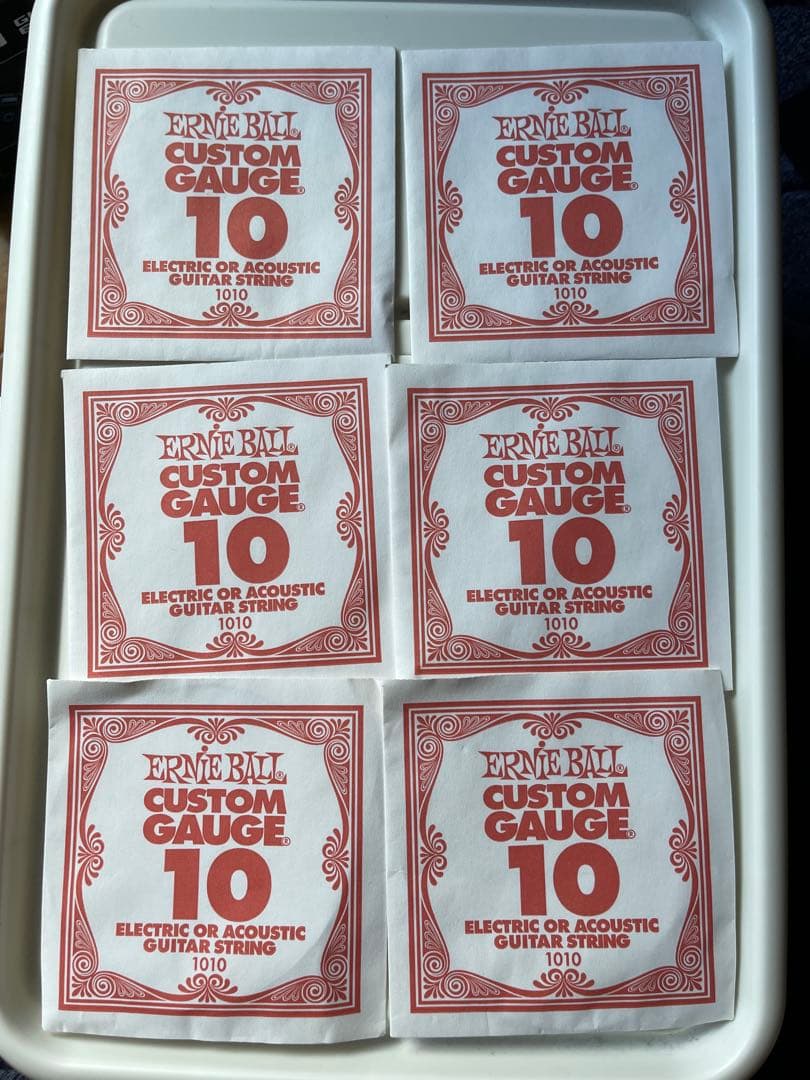 ERNIE BALL®
CUSTOM
GAUGE®
10
ELECTRIC OR ACOUSTIC
GUITAR STRING
1010
ERNIE BALL®
CUSTOM
GAUGE®
10
ELECTRIC OR ACOUSTIC
GUITAR STRING
1010
ERNIE BALL®
CUSTOM
GAUGE®
10
ELECTRIC OR ACOUSTIC
GUITAR STRING
1010
ERNIE BALL®
CUSTOM
GAUGE®
10
ELECTRIC OR ACOUSTIC
GUITAR STRING
1010
ERNIE BALL®
CUSTOM
GAUGE®
10
ELECTRIC OR ACOUSTIC
GUITAR STRING
1010
ERNIE BALL®
CUSTOM
GAUGE®
10
ELECTRIC OR ACOUSTIC
GUITAR STRING
1010